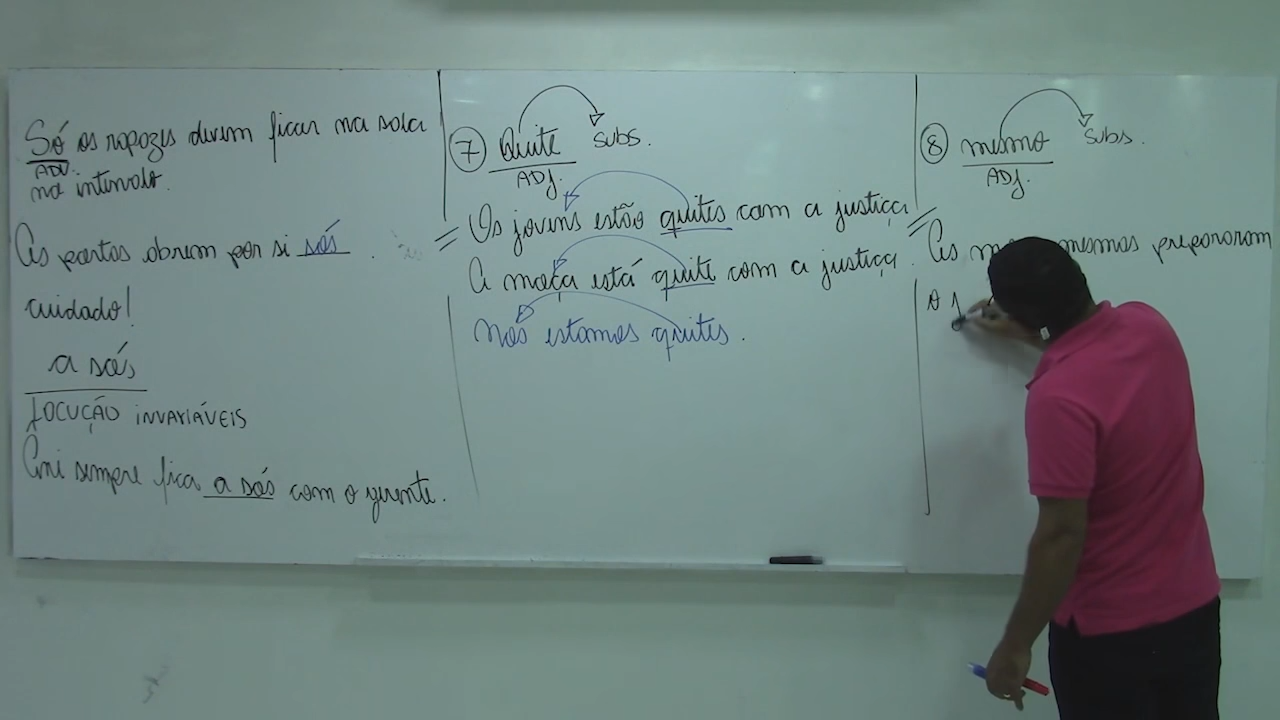 Só os rapazes devem ficar na sala
ADV.
no intervalo.
As portas abrem por si sós.
cuidado!
a sós
LOCUÇÃO INVARIÁVEIS
Ani sempre fica a sós com o gerente.
7 Quite subs.
ADJ.
Os jovens estão quites com a justiça
A moça está quite com a justiça.
Nós estamos quites.
8 mesmo subs.
ADJ.
As mesmas prepararam
o